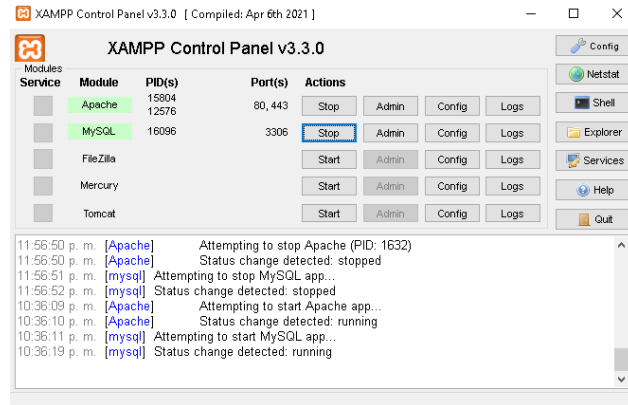 XAMPP Control Panel v3.3.0 [ Compiled: Apr 6th 2021 ]
XAMPP Control Panel v3.3.0
Config
Modules
Service Module PID(s) Port(s) Actions
Netstat
Apache 15804 12576 80, 443 Stop Admin Config Logs
Shell
MySQL 16096 3306 Stop Admin Config Logs
Explorer
FileZilla Start Admin Config Logs
Services
Mercury Start Admin Config Logs
Help
Tomcat Start Admin Config Logs
Quit
11:56:50 p. m. [Apache] Attempting to stop Apache (PID: 1632)
11:56:50 p. m. [Apache] Status change detected: stopped
11:56:51 p. m. [mysql] Attempting to stop MySQL app...
11:56:52 p. m. [mysql] Status change detected: stopped
10:36:09 p. m. [Apache] Attempting to start Apache app...
10:36:10 p. m. [Apache] Status change detected: running
10:36:11 p. m. [mysql] Attempting to start MySQL app...
10:36:19 p. m. [mysql] Status change detected: running